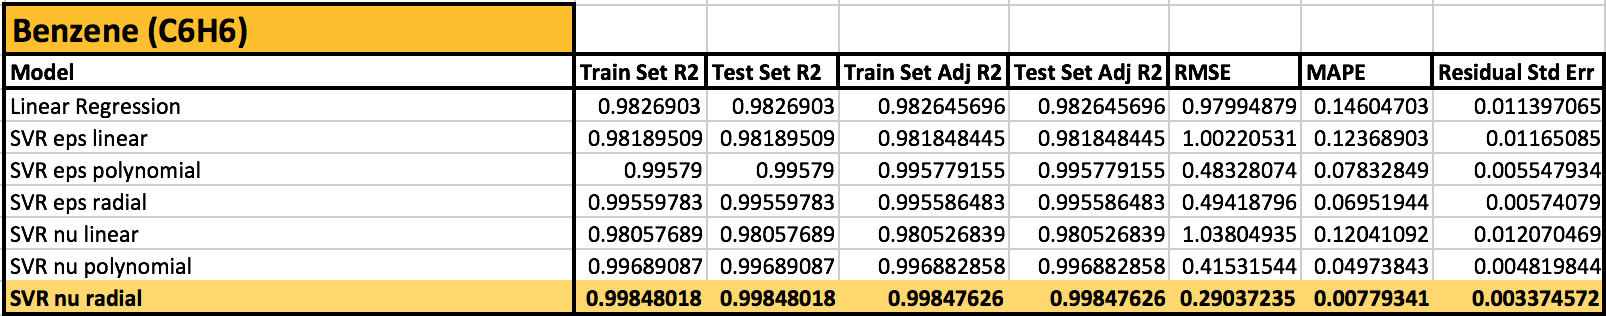 Benzene (C6H6)
Model Train Set R2 Test Set R2 Train Set Adj R2 Test Set Adj R2 RMSE MAPE Residual Std Err
Linear Regression 0.9826903 0.9826903 0.982645696 0.982645696 0.97994879 0.14604703 0.011397065
SVR eps linear 0.98189509 0.98189509 0.981848445 0.981848445 1.00220531 0.12368903 0.01165085
SVR eps polynomial 0.99579 0.99579 0.995779155 0.995779155 0.48328074 0.07832849 0.005547934
SVR eps radial 0.99559783 0.99559783 0.995586483 0.995586483 0.49418796 0.06951944 0.00574079
SVR nu linear 0.98057689 0.98057689 0.980526839 0.980526839 1.03804935 0.12041092 0.012070469
SVR nu polynomial 0.99689087 0.99689087 0.996882858 0.996882858 0.41531544 0.04973843 0.004819844
SVR nu radial 0.99848018 0.99848018 0.99847626 0.99847626 0.29037235 0.00779341 0.003374572